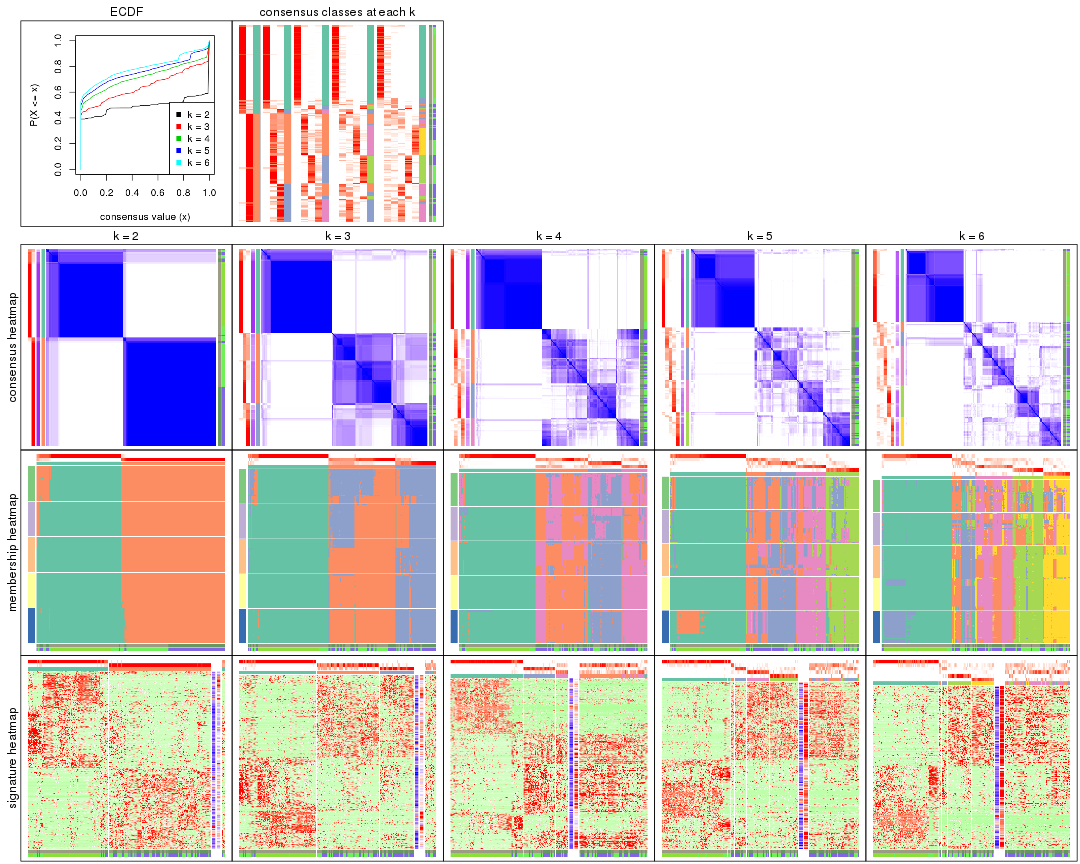 ECDF
consensus classes at each k
P(X <= x)
0.0 0.2 0.4 0.6 0.8 1.0
k = 2
k = 3
k = 4
k = 5
k = 6
0.0 0.2 0.4 0.6 0.8 1.0
consensus value (x)
k = 2 k = 3 k = 4 k = 5 k = 6
consensus heatmap
membership heatmap
signature heatmap